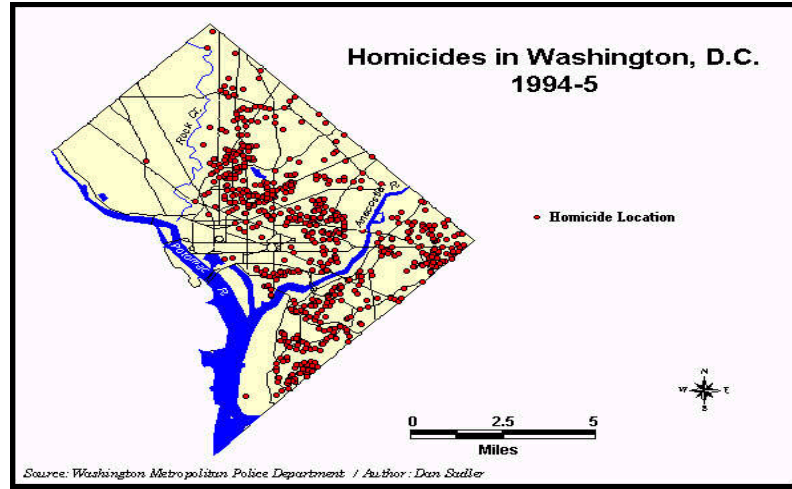 Homicides in Washington, D.C.
1994-5
Rock Cr.
Anacostia R.
Potomac R.
Homicide Location
N
W
E
S
0 2.5 5
Miles
Source: Washington Metropolitan Police Department / Author: Dan Sadler